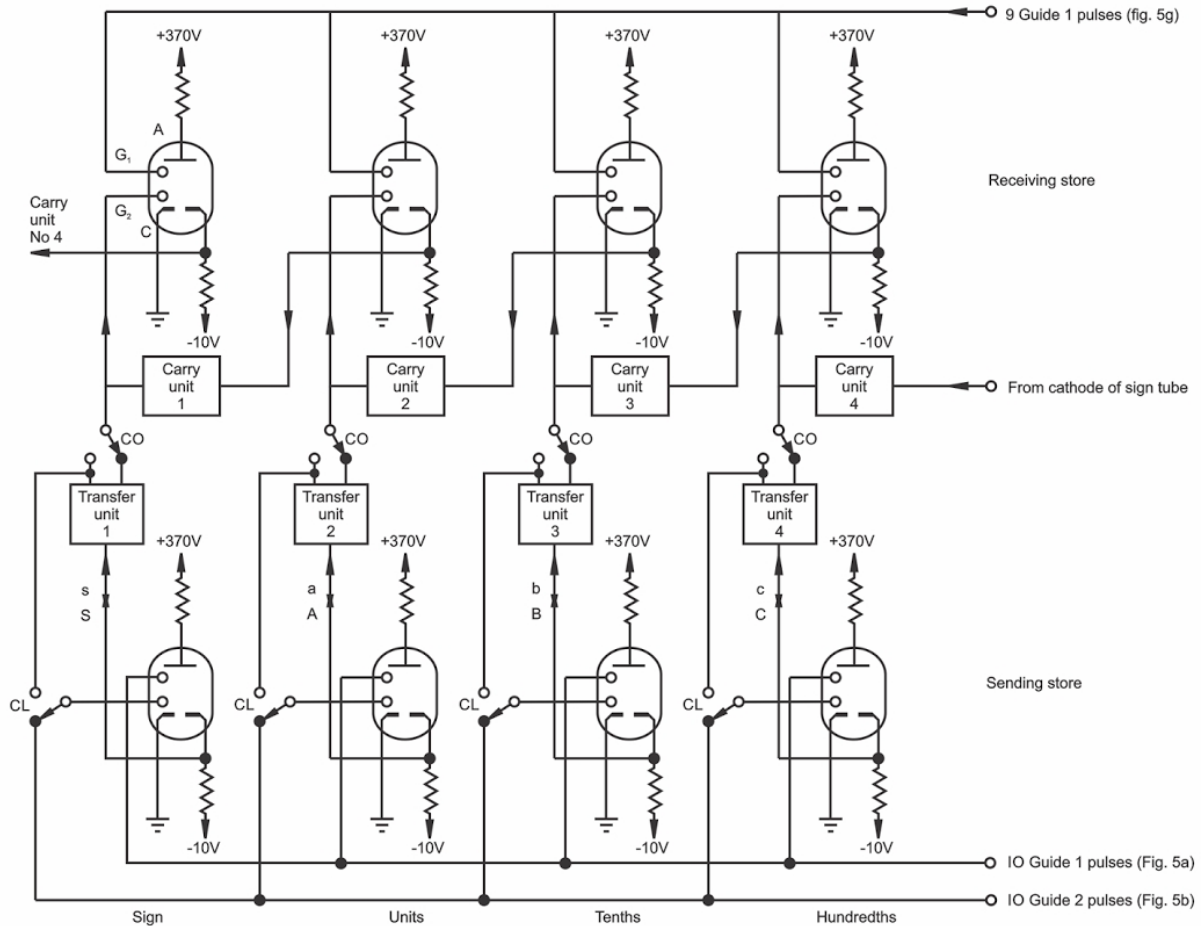 9 Guide 1 pulses (fig. 5g)
+370V
+370V
+370V
+370V
A
G1
G2
C
Carry
unit
No 4
Receiving store
-10V
-10V
-10V
-10V
Carry
unit
1
Carry
unit
2
Carry
unit
3
Carry
unit
4
From cathode of sign tube
CO
CO
CO
CO
Transfer
unit
1
Transfer
unit
2
Transfer
unit
3
Transfer
unit
4
+370V
+370V
+370V
+370V
s
S
a
A
b
B
c
C
Sending store
CL
CL
CL
CL
-10V
-10V
-10V
-10V
IO Guide 1 pulses (Fig. 5a)
IO Guide 2 pulses (Fig. 5b)
Sign
Units
Tenths
Hundredths